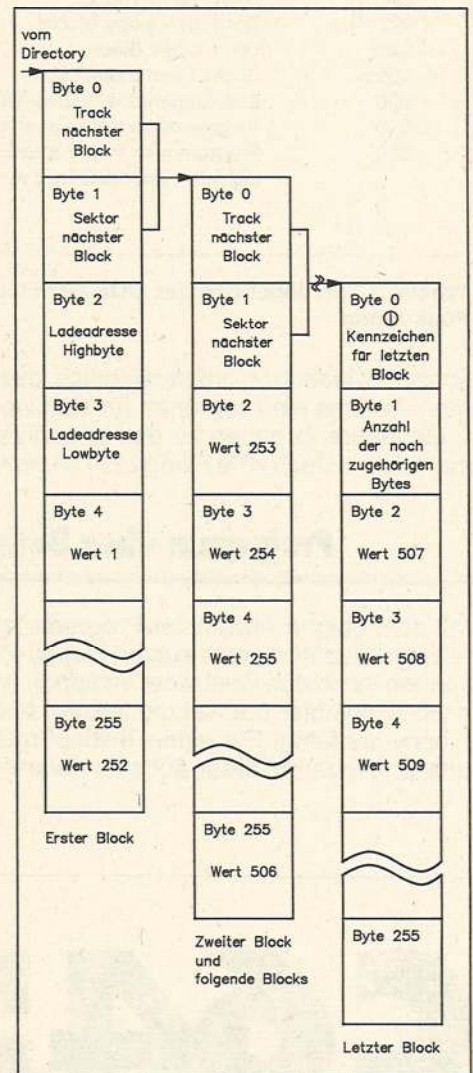 vom
Directory
Byte 0
Track
nächster
Block
Byte 1
Sektor
nächster
Block
Byte 2
Ladeadresse
Highbyte
Byte 3
Ladeadresse
Lowbyte
Byte 4
Wert 1
Byte 255
Wert 252
Erster Block
Byte 0
Track
nächster
Block
Byte 1
Sektor
nächster
Block
Byte 2
Wert 253
Byte 3
Wert 254
Byte 4
Wert 255
Byte 255
Wert 506
Zweiter Block
und
folgende Blocks
Byte 0
Kennzeichen
für letzten
Block
Byte 1
Anzahl
der noch
zugehörigen
Bytes
Byte 2
Wert 507
Byte 3
Wert 508
Byte 4
Wert 509
Byte 255
Letzter Block